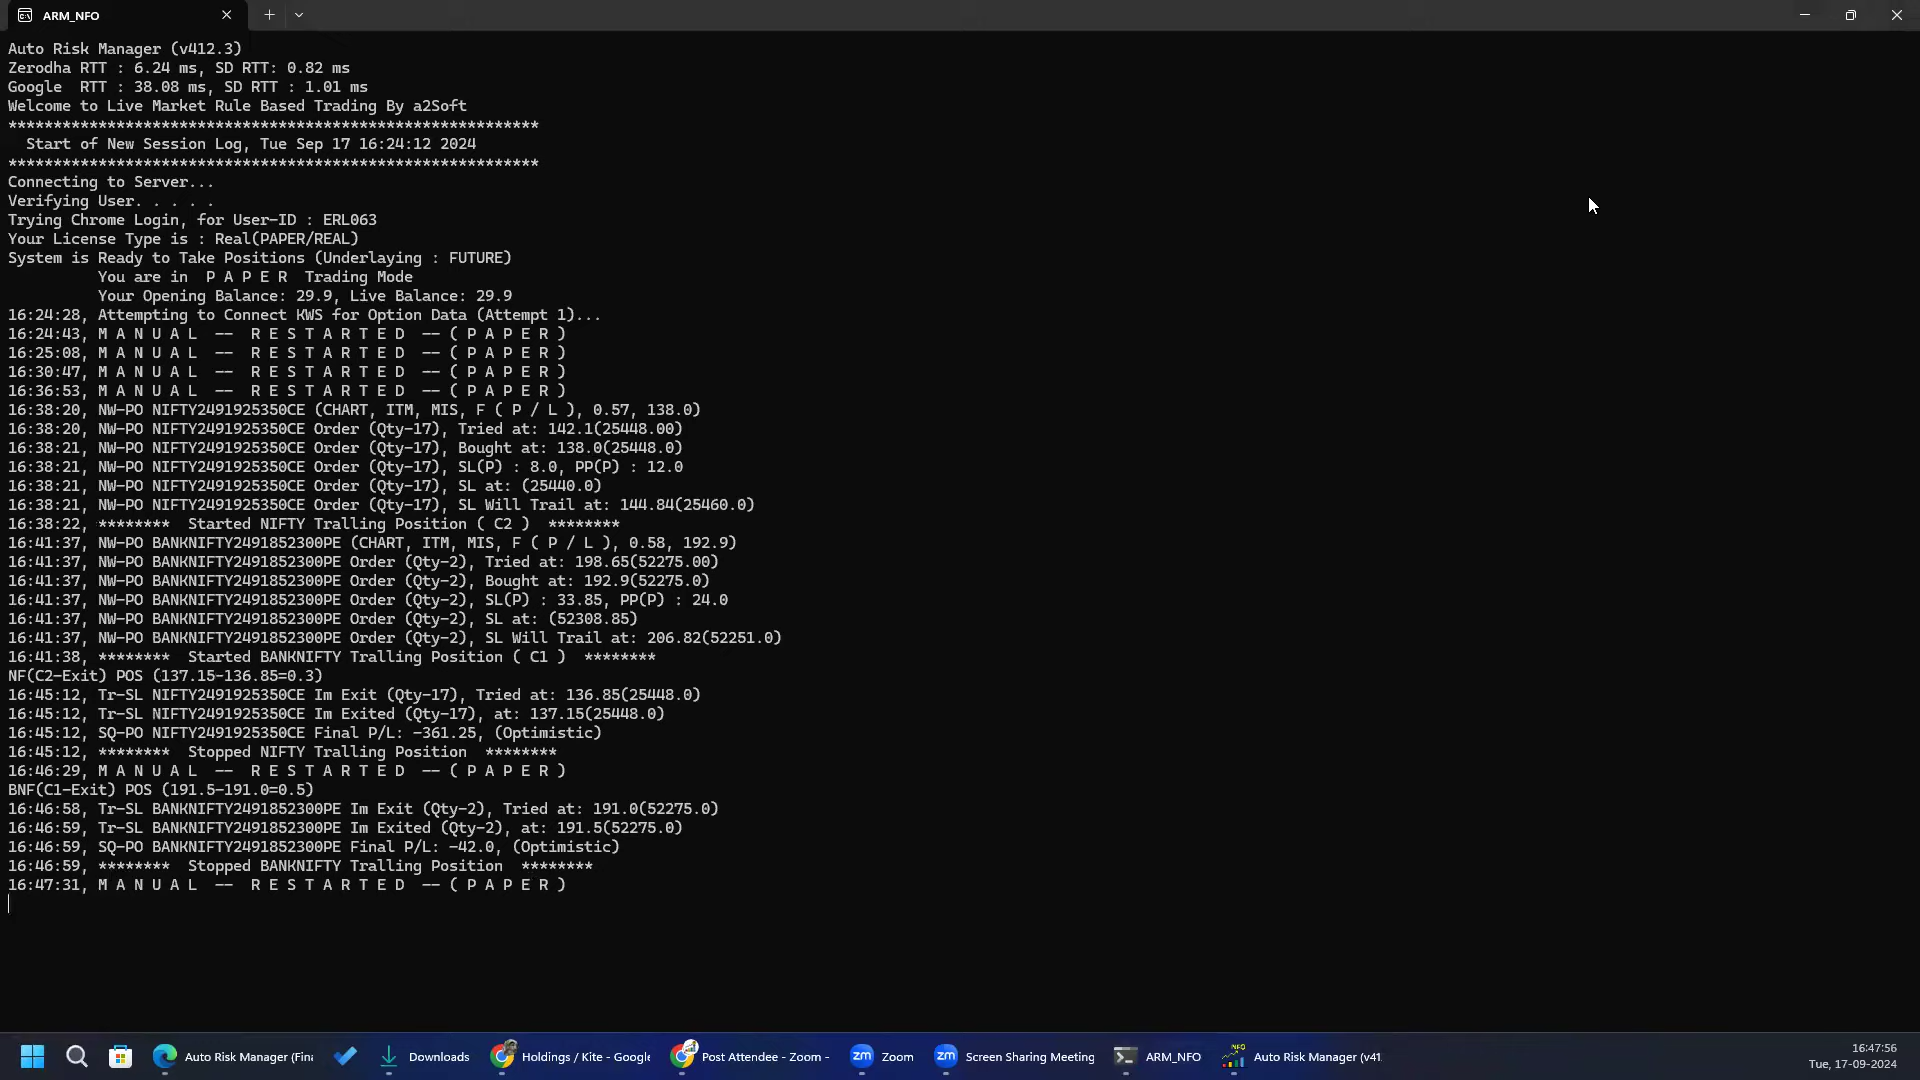 ARM_NFO
Auto Risk Manager (v412.3)
Zerodha RTT : 6.24 ms, SD RTT: 0.82 ms
Google  RTT : 38.08 ms, SD RTT : 1.01 ms
Welcome to Live Market Rule Based Trading By a2Soft
***********************************************************
Start of New Session Log, Tue Sep 17 16:24:12 2024
***********************************************************
Connecting to Server...
Verifying User. . . . .
Trying Chrome Login, for User-ID : ERL063
Your License Type is : Real(PAPER/REAL)
System is Ready to Take Positions (Underlaying : FUTURE)
You are in  P A P E R  Trading Mode
Your Opening Balance: 29.9, Live Balance: 29.9
16:24:28, Attempting to Connect KWS for Option Data (Attempt 1)...
16:24:43, M A N U A L  --  R E S T A R T E D  -- ( P A P E R )
16:25:08, M A N U A L  --  R E S T A R T E D  -- ( P A P E R )
16:30:47, M A N U A L  --  R E S T A R T E D  -- ( P A P E R )
16:36:53, M A N U A L  --  R E S T A R T E D  -- ( P A P E R )
16:38:20, NW-PO NIFTY2491925350CE (CHART, ITM, MIS, F ( P / L ), 0.57, 138.0)
16:38:20, NW-PO NIFTY2491925350CE Order (Qty-17), Tried at: 142.1(25448.00)
16:38:21, NW-PO NIFTY2491925350CE Order (Qty-17), Bought at: 138.0(25448.0)
16:38:21, NW-PO NIFTY2491925350CE Order (Qty-17), SL(P) : 8.0, PP(P) : 12.0
16:38:21, NW-PO NIFTY2491925350CE Order (Qty-17), SL at: (25440.0)
16:38:21, NW-PO NIFTY2491925350CE Order (Qty-17), SL Will Trail at: 144.84(25460.0)
16:38:22, ********  Started NIFTY Tralling Position ( C2 )  ********
16:41:37, NW-PO BANKNIFTY2491852300PE (CHART, ITM, MIS, F ( P / L ), 0.58, 192.9)
16:41:37, NW-PO BANKNIFTY2491852300PE Order (Qty-2), Tried at: 198.65(52275.00)
16:41:37, NW-PO BANKNIFTY2491852300PE Order (Qty-2), Bought at: 192.9(52275.0)
16:41:37, NW-PO BANKNIFTY2491852300PE Order (Qty-2), SL(P) : 33.85, PP(P) : 24.0
16:41:37, NW-PO BANKNIFTY2491852300PE Order (Qty-2), SL at: (52308.85)
16:41:37, NW-PO BANKNIFTY2491852300PE Order (Qty-2), SL Will Trail at: 206.82(52251.0)
16:41:38, ********  Started BANKNIFTY Tralling Position ( C1 )  ********
NF(C2-Exit) POS (137.15-136.85=0.3)
16:45:12, Tr-SL NIFTY2491925350CE Im Exit (Qty-17), Tried at: 136.85(25448.0)
16:45:12, Tr-SL NIFTY2491925350CE Im Exited (Qty-17), at: 137.15(25448.0)
16:45:12, SQ-PO NIFTY2491925350CE Final P/L: -361.25, (Optimistic)
16:45:12, ********  Stopped NIFTY Tralling Position  ********
16:46:29, M A N U A L  --  R E S T A R T E D  -- ( P A P E R )
BNF(C1-Exit) POS (191.5-191.0=0.5)
16:46:58, Tr-SL BANKNIFTY2491852300PE Im Exit (Qty-2), Tried at: 191.0(52275.0)
16:46:59, Tr-SL BANKNIFTY2491852300PE Im Exited (Qty-2), at: 191.5(52275.0)
16:46:59, SQ-PO BANKNIFTY2491852300PE Final P/L: -42.0, (Optimistic)
16:46:59, ********  Stopped BANKNIFTY Tralling Position  ********
16:47:31, M A N U A L  --  R E S T A R T E D  -- ( P A P E R )
Auto Risk Manager (Fina Downloads Holdings / Kite - Google Post Attendee - Zoom - zm Zoom zm Screen Sharing Meeting ARM_NFO NFO Auto Risk Manager (v41
16:47:56
Tue, 17-09-2024